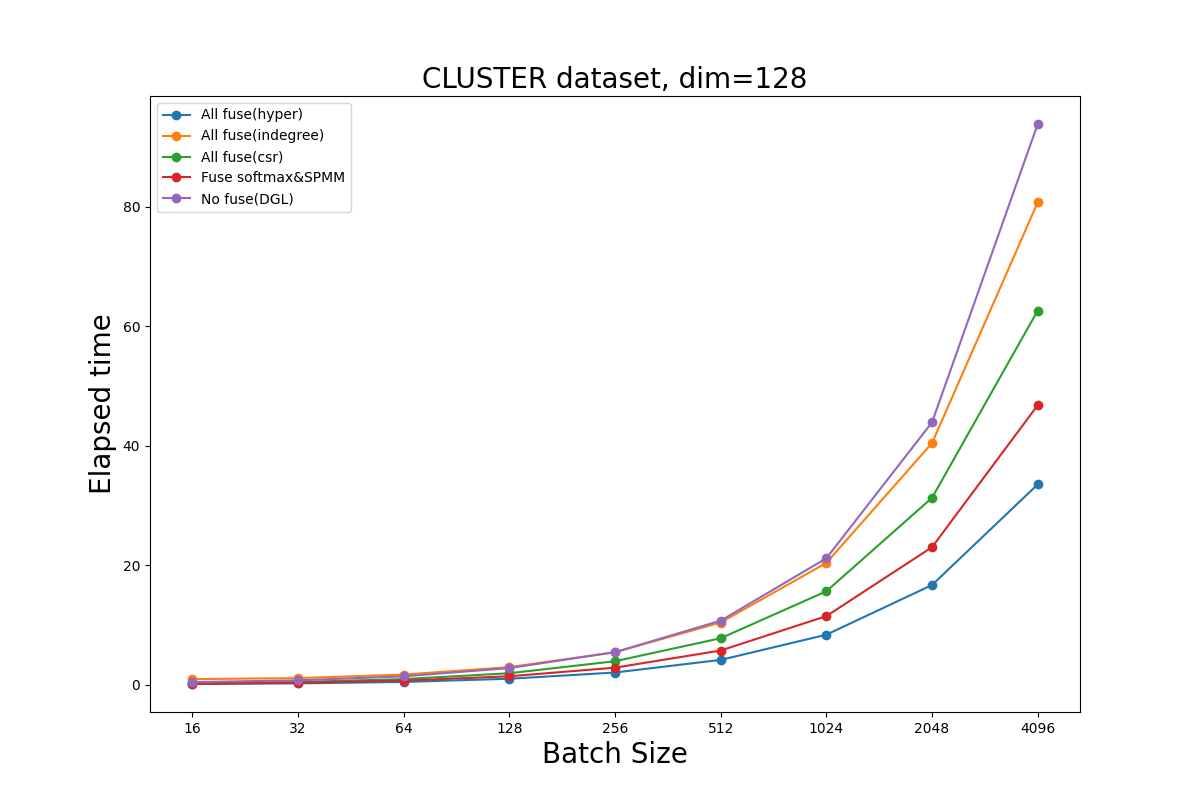 CLUSTER dataset, dim=128
All fuse(hyper)
All fuse(indegree)
All fuse(csr)
Fuse softmax&SPMM
No fuse(DGL)
Elapsed time
80
60
40
20
0
16 32 64 128 256 512 1024 2048 4096
Batch Size